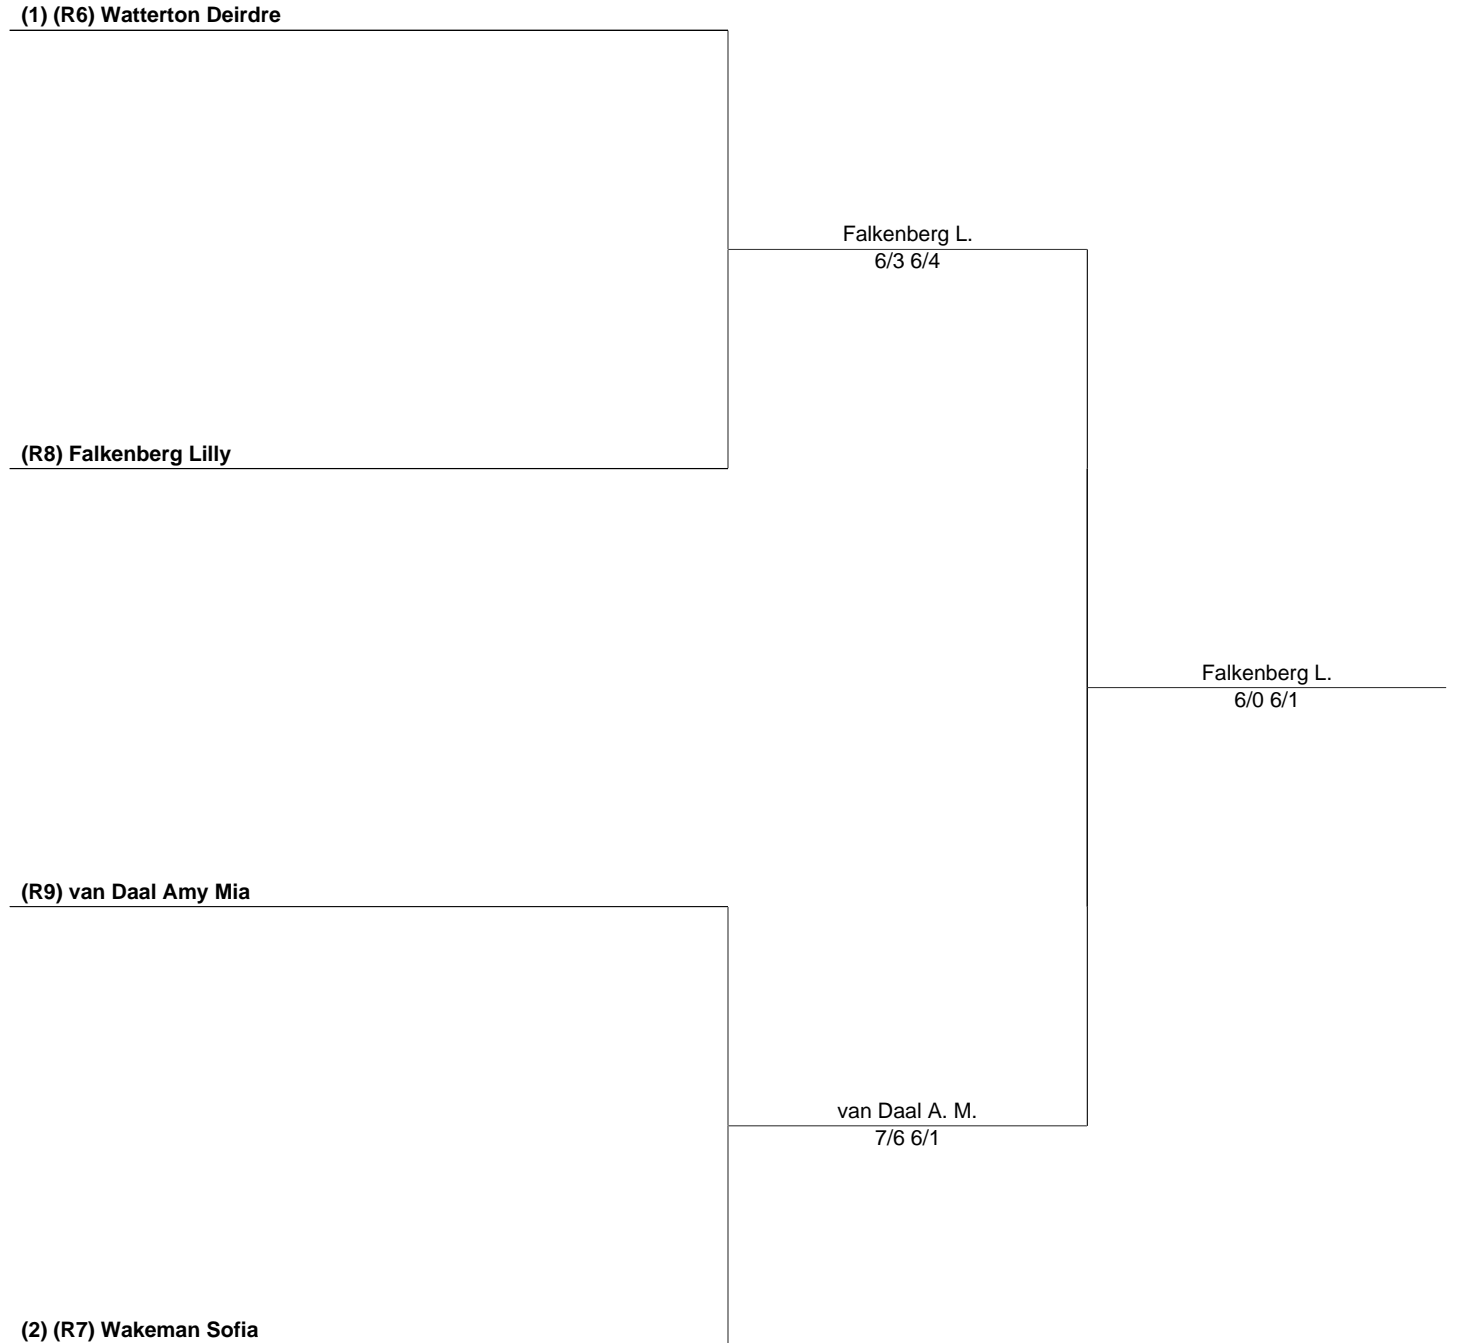 (1) (R6) Watterton Deirdre
Falkenberg L.
6/3 6/4
(R8) Falkenberg Lilly
Falkenberg L.
6/0 6/1
(R9) van Daal Amy Mia
van Daal A. M.
7/6 6/1
(2) (R7) Wakeman Sofia